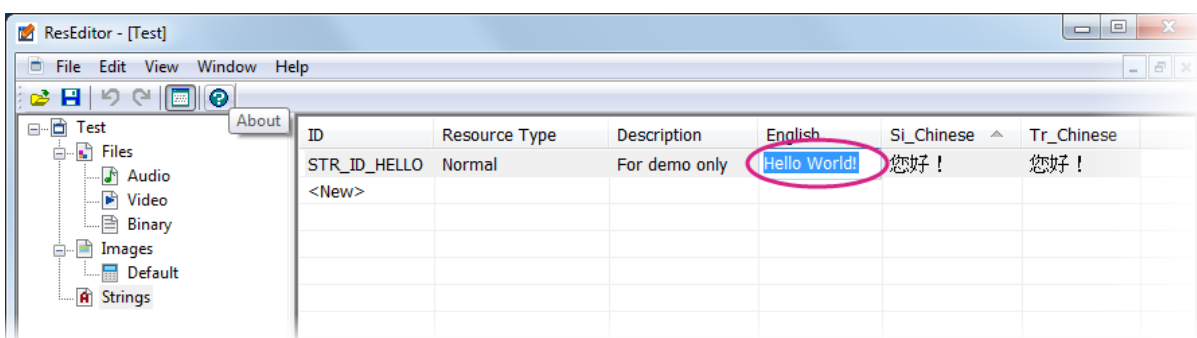 ResEditor - [Test]
File Edit View Window Help
About
Test
Files
Audio
Video
Binary
Images
Default
Strings
ID Resource Type Description English Si_Chinese Tr_Chinese
STR_ID_HELLO Normal For demo only Hello World! 您好！ 您好！
<New>